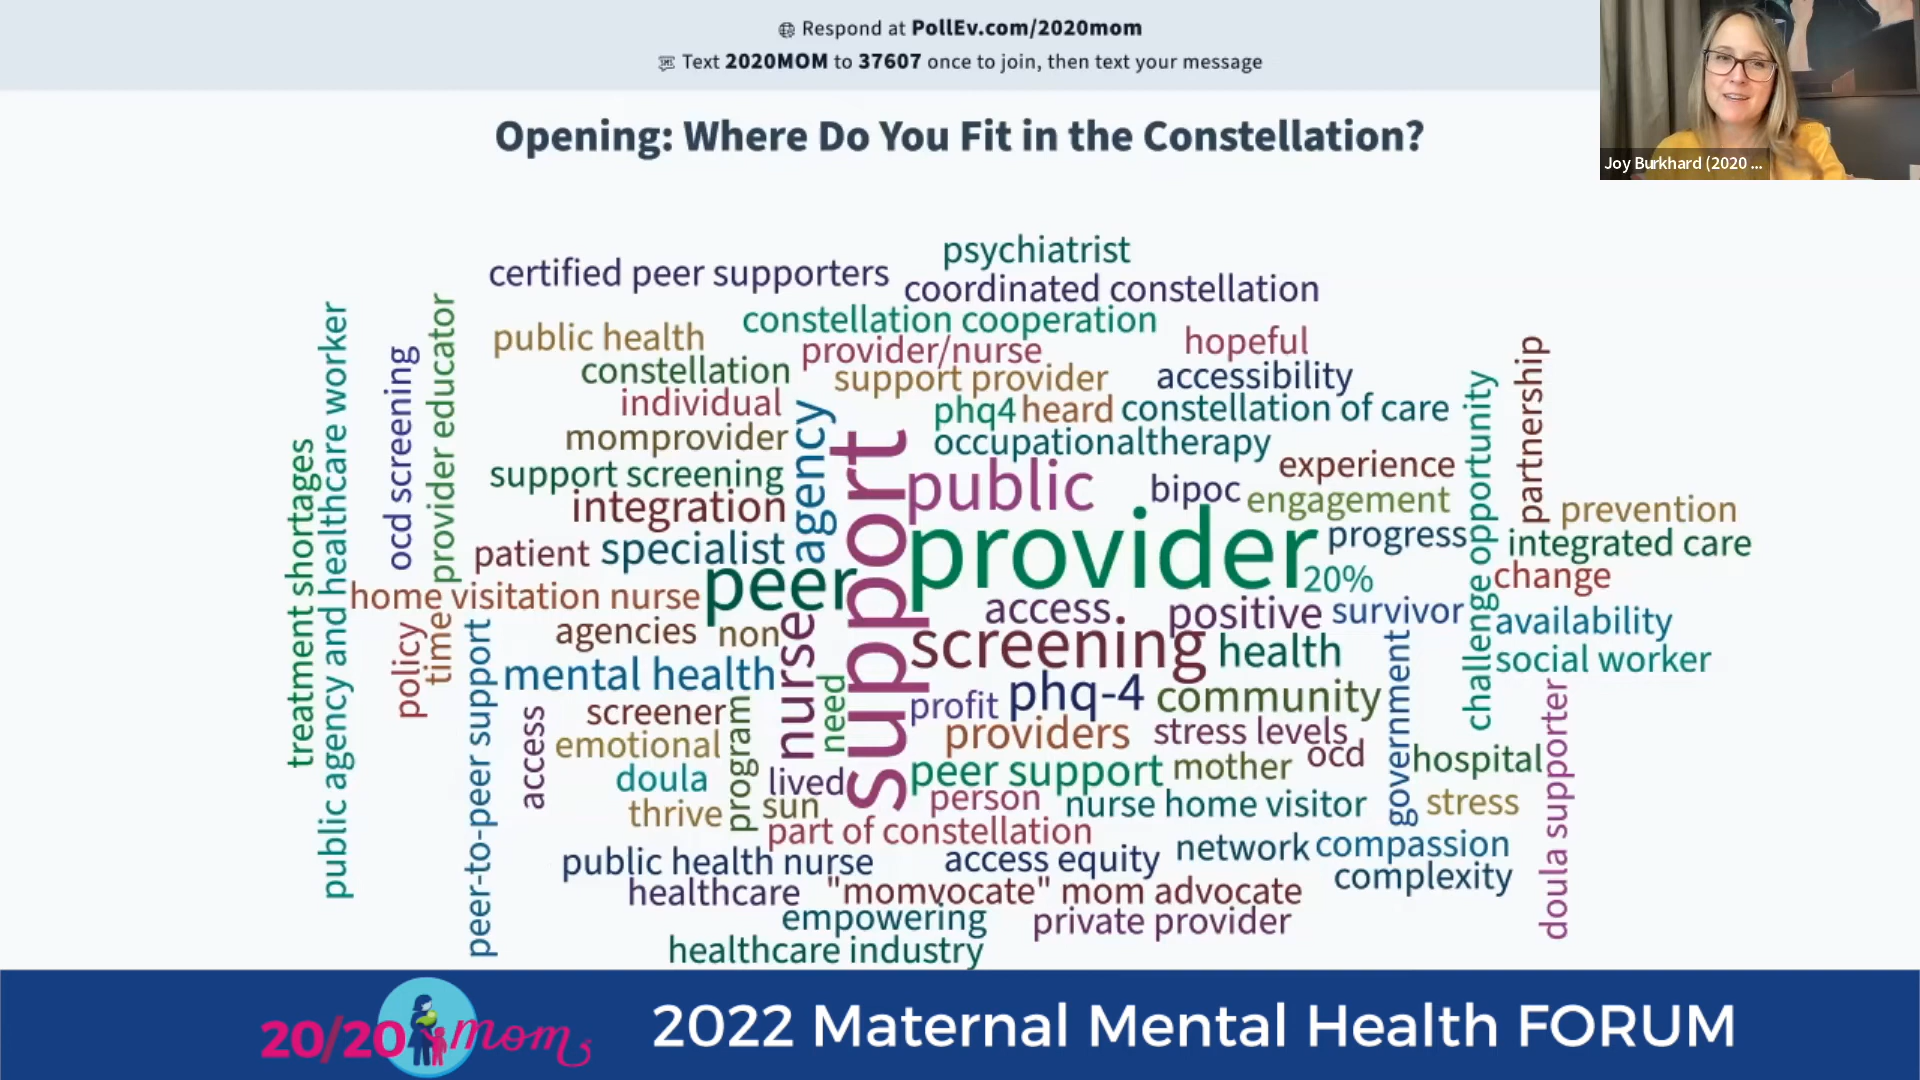 Respond at PollEv.com/2020mom
Text 2020MOM to 37607 once to join, then text your message
Joy Burkhard (2020 ...
Opening: Where Do You Fit in the Constellation?
psychiatrist
certified peer supporters
coordinated constellation
constellation cooperation
public health
provider/nurse
hopeful
constellation
support provider
accessibility
individual
phq4
heard
constellation of care
momprovider
occupationaltherapy
support screening
agency
support
public
bipoc
experience
engagement
integration
patient
specialist
peer
provider
progress
20%
ocd screening
provider educator
treatment shortages
public agency and healthcare worker
challenge opportunity
partnership
prevention
integrated care
change
home visitation nurse
access
positive
survivor
availability
agencies
non
nurse
screening
health
social worker
policy
time
peer-to-peer support
mental health
need
profit
phq-4
community
government
screener
program
providers
stress levels
access
emotional
ocd
hospital
doula
lived
peer support
mother
thrive
sun
person
nurse home visitor
stress
doula supporter
part of constellation
public health nurse
access equity
network
compassion
healthcare
"momvocate"
mom advocate
complexity
empowering
private provider
healthcare industry
20/20 mom
2022 Maternal Mental Health FORUM